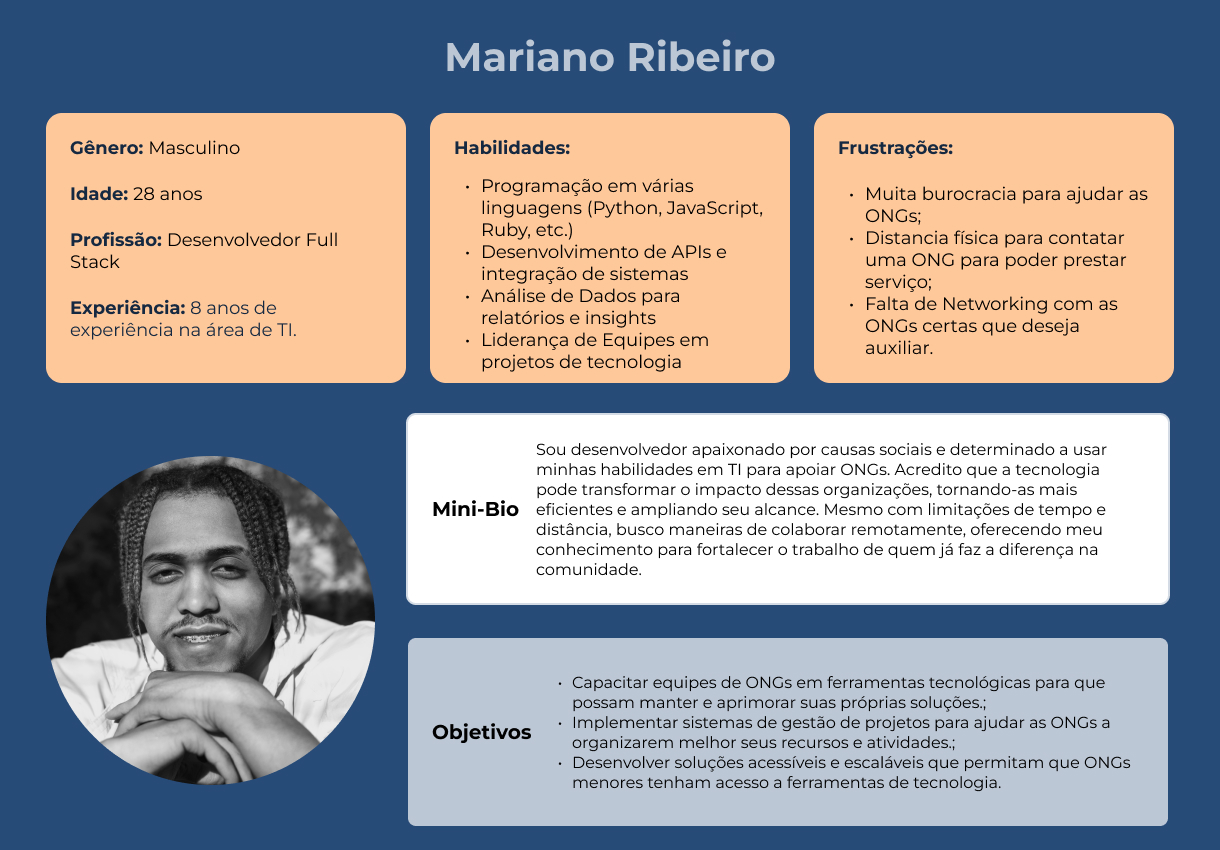 Mariano Ribeiro
Gênero: Masculino
Idade: 28 anos
Profissão: Desenvolvedor Full
Stack
Experiência: 8 anos de
experiência na área de TI.
Habilidades:
• Programação em várias
linguagens (Python, JavaScript,
Ruby, etc.)
• Desenvolvimento de APIs e
integração de sistemas
• Análise de Dados para
relatórios e insights
• Liderança de Equipes em
projetos de tecnologia
Frustrações:
• Muita burocracia para ajudar as
ONGs;
• Distancia física para contatar
uma ONG para poder prestar
serviço;
• Falta de Networking com as
ONGs certas que deseja
auxiliar.
Mini-Bio
Sou desenvolvedor apaixonado por causas sociais e determinado a usar
minhas habilidades em TI para apoiar ONGs. Acredito que a tecnologia
pode transformar o impacto dessas organizações, tornando-as mais
eficientes e ampliando seu alcance. Mesmo com limitações de tempo e
distância, busco maneiras de colaborar remotamente, oferecendo meu
conhecimento para fortalecer o trabalho de quem já faz a diferença na
comunidade.
Objetivos
• Capacitar equipes de ONGs em ferramentas tecnológicas para que
possam manter e aprimorar suas próprias soluções.;
• Implementar sistemas de gestão de projetos para ajudar as ONGs a
organizarem melhor seus recursos e atividades.;
• Desenvolver soluções acessíveis e escaláveis que permitam que ONGs
menores tenham acesso a ferramentas de tecnologia.